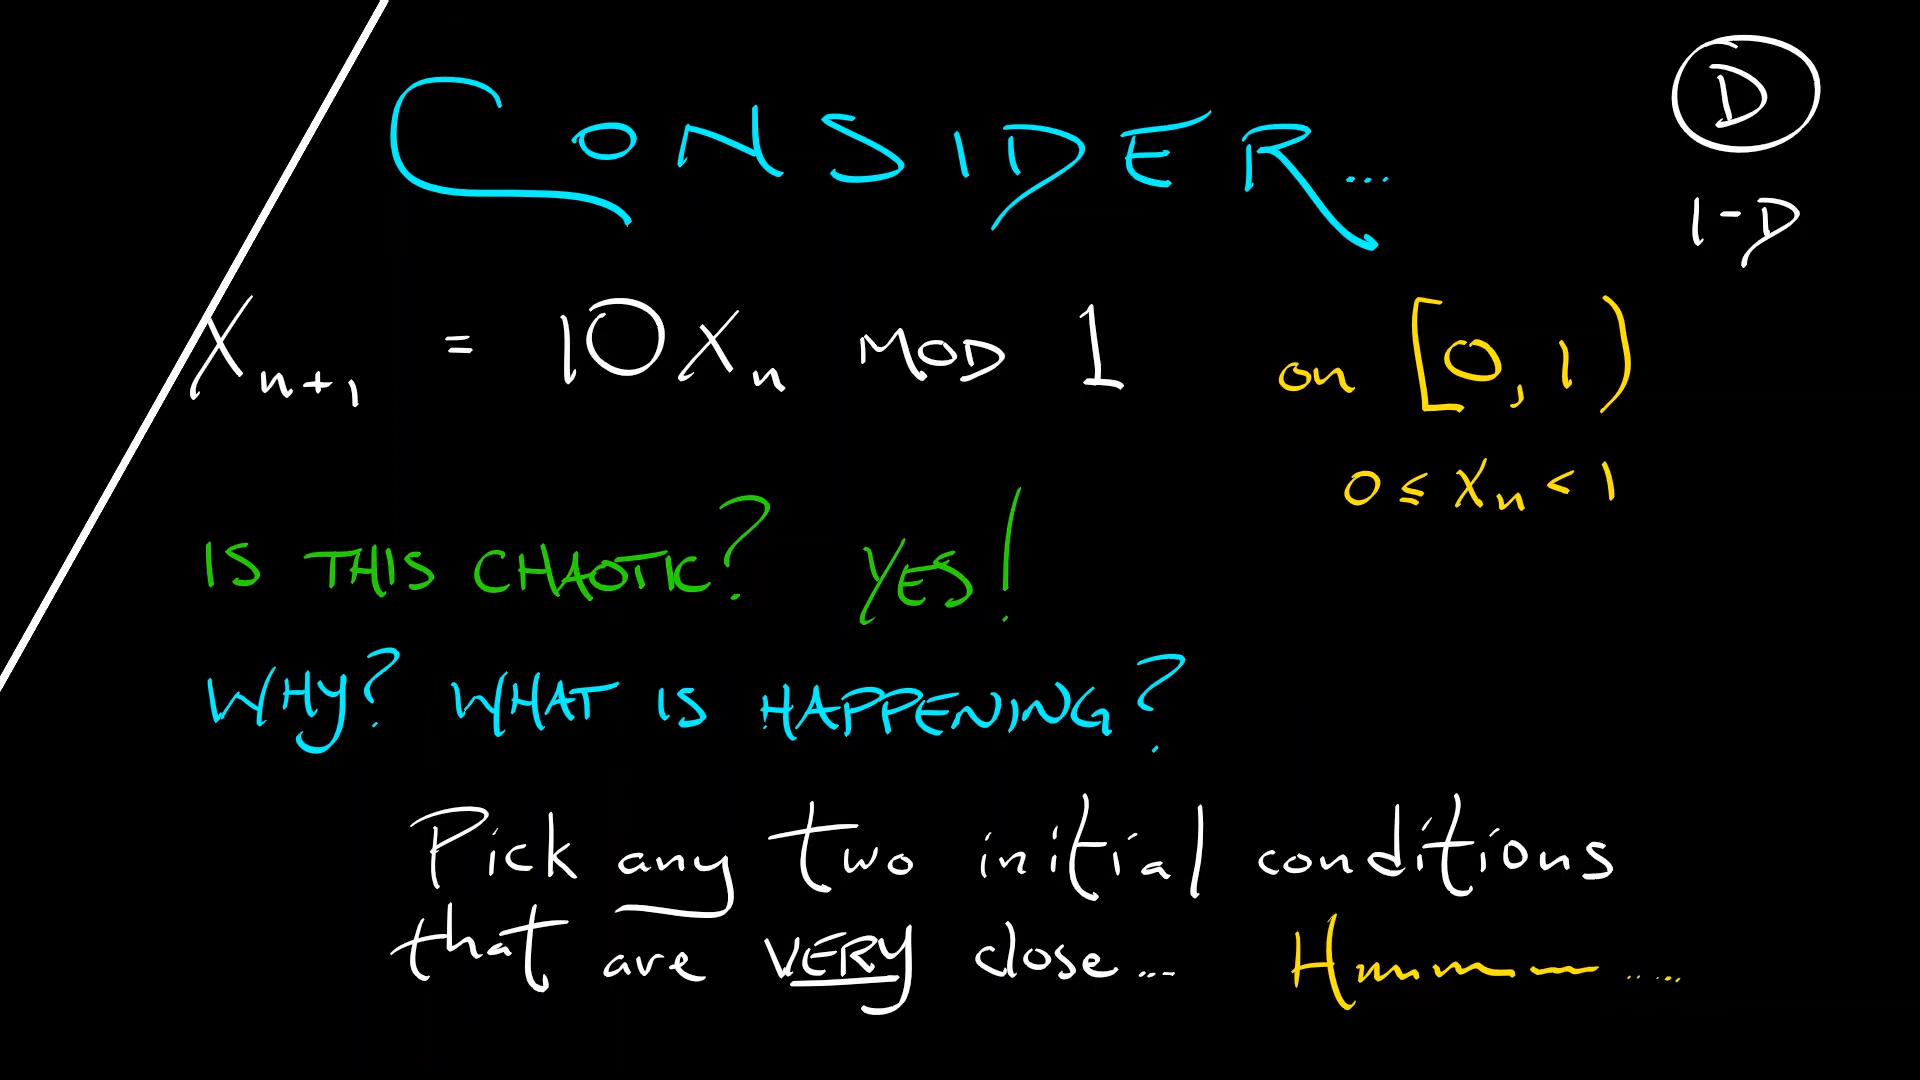 CONSIDER...
D
1-D
Xn+1 = 10Xn MOD 1 on [0, 1)
0 ≤ Xn < 1
IS THIS CHAOTIC? YES!
WHY? WHAT IS HAPPENING?
Pick any two initial conditions
that are VERY close... Hmmm.....